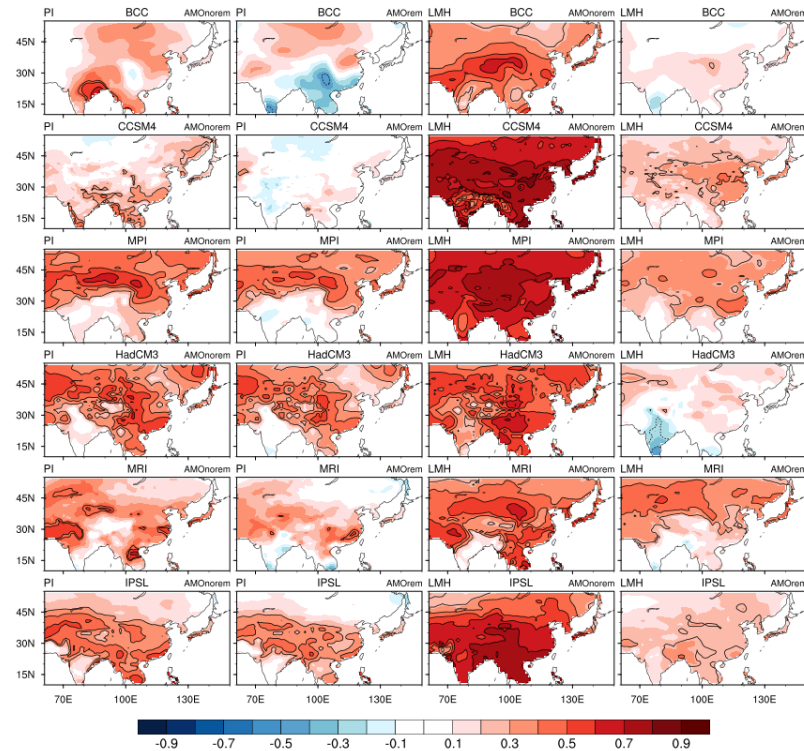 PI BCC AMOnorem PI BCC AMOrem LMH BCC AMOnorem LMH BCC AMOrem
45N
30N
15N
PI CCSM4 AMOnorem PI CCSM4 AMOrem LMH CCSM4 AMOnorem LMH CCSM4 AMOrem
45N
30N
15N
PI MPI AMOnorem PI MPI AMOrem LMH MPI AMOnorem LMH MPI AMOrem
45N
30N
15N
PI HadCM3 AMOnorem PI HadCM3 AMOrem LMH HadCM3 AMOnorem LMH HadCM3 AMOrem
45N
30N
15N
PI MRI AMOnorem PI MRI AMOrem LMH MRI AMOnorem LMH MRI AMOrem
45N
30N
15N
PI IPSL AMOnorem PI IPSL AMOrem LMH IPSL AMOnorem LMH IPSL AMOrem
45N
30N
15N
70E 100E 130E 70E 100E 130E 70E 100E 130E 70E 100E 130E
-0.9 -0.7 -0.5 -0.3 -0.1 0.1 0.3 0.5 0.7 0.9